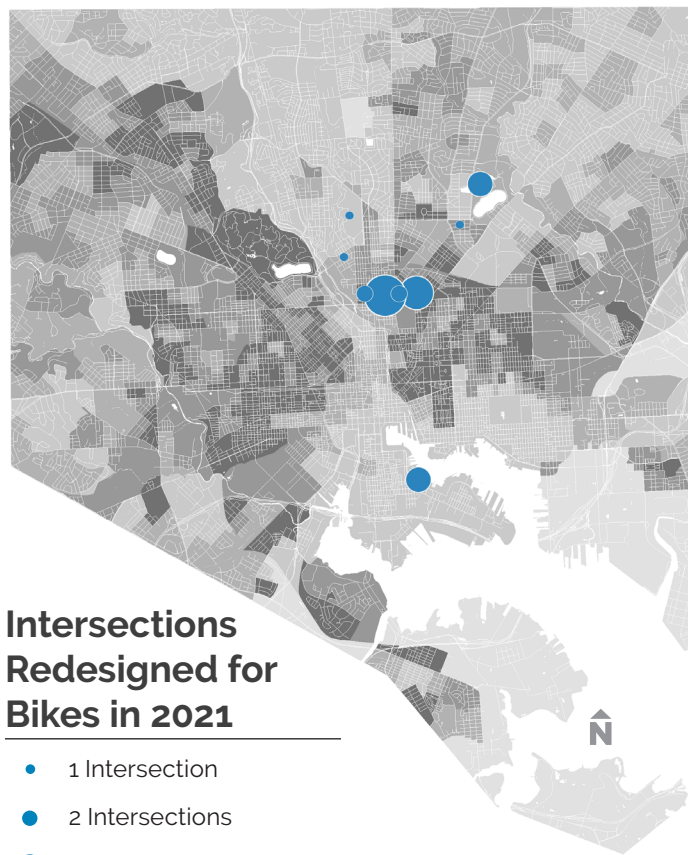 Intersections
Redesigned for
Bikes in 2021
1 Intersection
2 Intersections
N